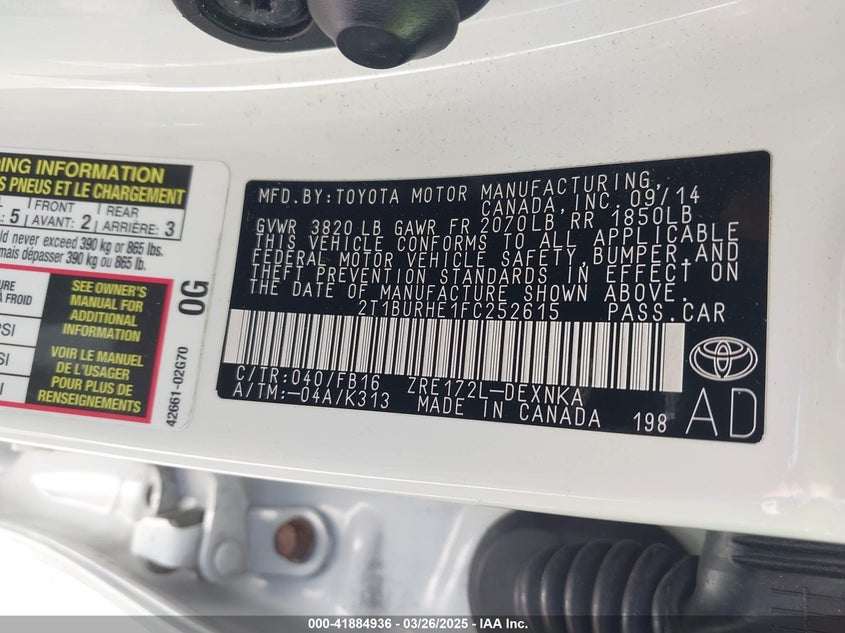 DING INFORMATION
S PNEUS ET LE CHARGEMENT
5 FRONT AVANT: 2 REAR ARRIÈRE: 3
never exceed 390 kg or 865 lbs.
dépasser 390 kg ou 865 lb.
À FROID
SEE OWNER'S
MANUAL FOR
ADDITIONAL
INFORMATION
VOIR LE MANUEL
DE L'USAGER
POUR PLUS DE
RENSEIGNEMENTS
OG
42661-02G70
MFD.BY:TOYOTA MOTOR MANUFACTURING,
CANADA,INC.09/14
GVWR 3820 LB GAWR FR 2070LB RR 1850LB
THIS VEHICLE CONFORMS TO ALL APPLICABLE
FEDERAL MOTOR VEHICLE SAFETY,BUMPER,AND
THEFT PREVENTION STANDARDS IN EFFECT ON
THE DATE OF MANUFACTURE SHOWN ABOVE.
2T1BURHE1FC252615 PASS.CAR
C/TR:040/FB16 ZRE172L-DEXNKA
A/TM:-04A/K313 MADE IN CANADA 198
AD
000-41884936 - 03/26/2025 - IAA Inc.